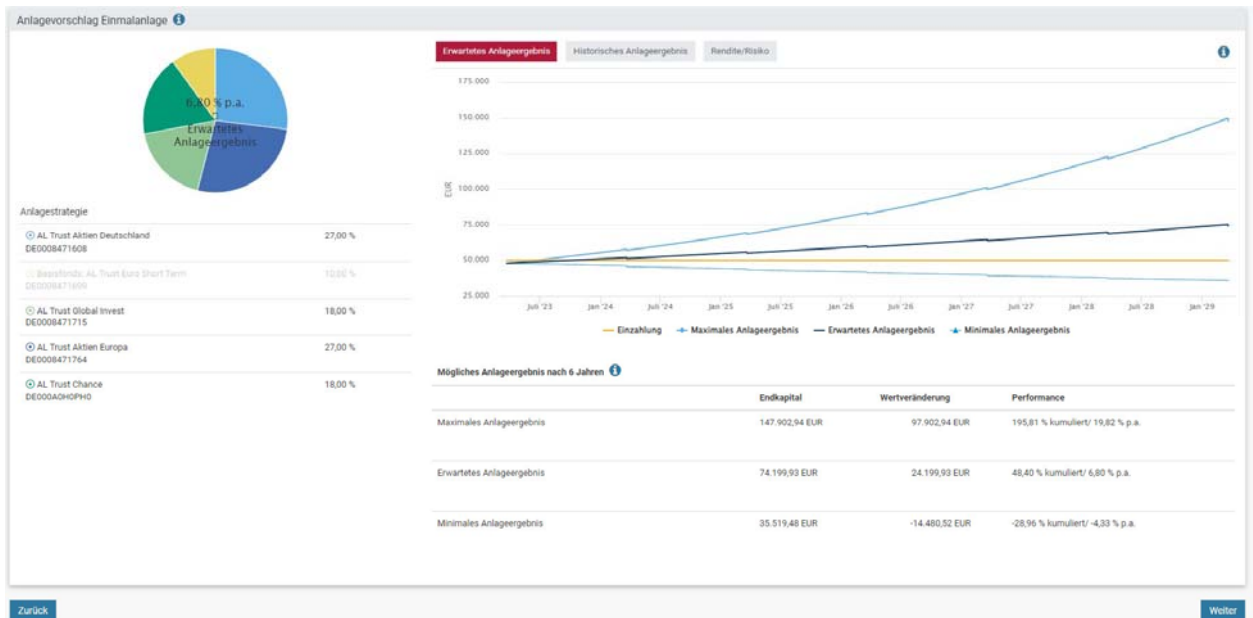 Anlagevorschlag Einmalanlage
6,80 % p.a.
Erwartetes
Anlageergebnis
Anlagestrategie
AL Trust Aktien Deutschland 27,00 %
DE0008471608
Basisfonds: AL Trust Euro Short Term 10,00 %
DE0008471699
AL Trust Global Invest 18,00 %
DE0008471715
AL Trust Aktien Europa 27,00 %
DE0008471764
AL Trust Chance 18,00 %
DE000A0H0PH0
Erwartetes Anlageergebnis Historisches Anlageergebnis Rendite/Risiko
175.000
150.000
125.000
100.000
75.000
50.000
25.000
EUR
Juli '23 Jan '24 Juli '24 Jan '25 Juli '25 Jan '26 Juli '26 Jan '27 Juli '27 Jan '28 Juli '28 Jan '29
Einzahlung Maximales Anlageergebnis Erwartetes Anlageergebnis Minimales Anlageergebnis
Mögliches Anlageergebnis nach 6 Jahren
Endkapital Wertveränderung Performance
Maximales Anlageergebnis 147.902,94 EUR 97.902,94 EUR 195,81 % kumuliert/ 19,82 % p.a.
Erwartetes Anlageergebnis 74.199,93 EUR 24.199,93 EUR 48,40 % kumuliert/ 6,80 % p.a.
Minimales Anlageergebnis 35.519,48 EUR -14.480,52 EUR -28,96 % kumuliert/ -4,33 % p.a.
Zurück Weiter